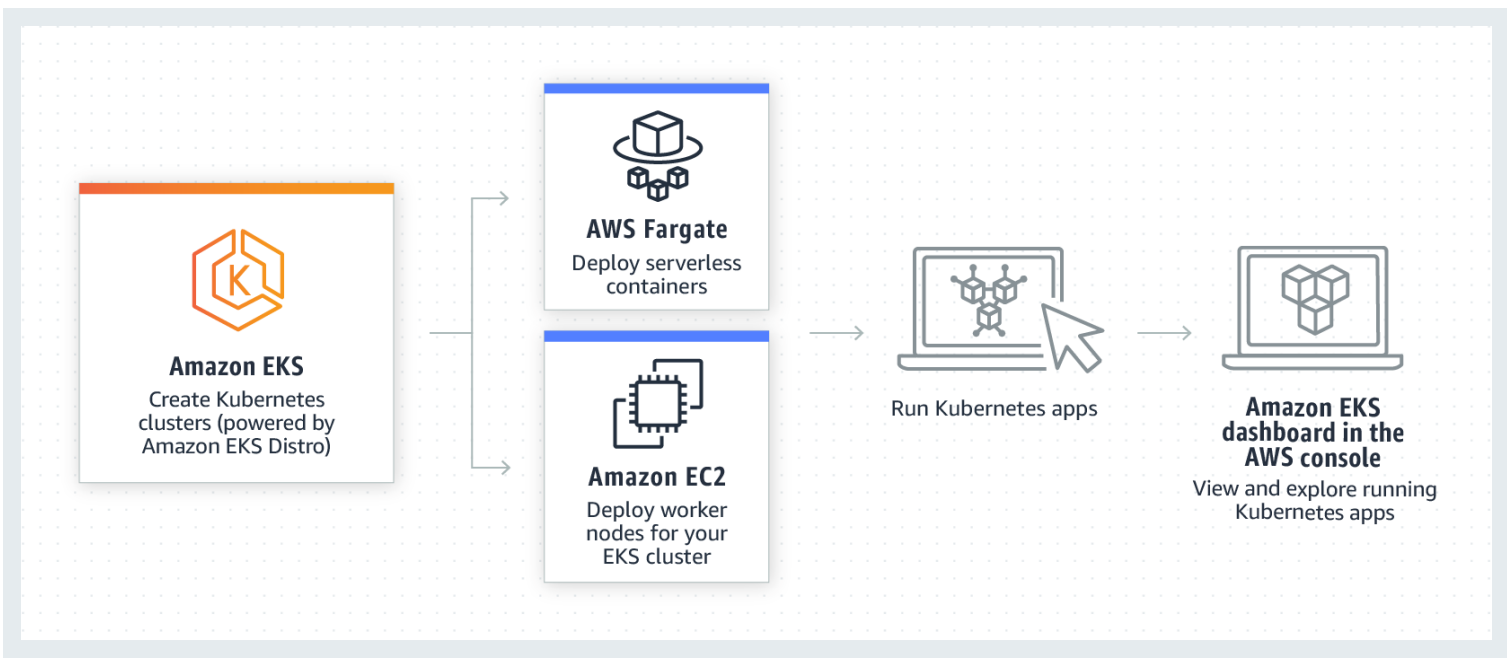 K
Amazon EKS
Create Kubernetes
clusters (powered by
Amazon EKS Distro)
AWS Fargate
Deploy serverless
containers
Amazon EC2
Deploy worker
nodes for your
EKS cluster
Run Kubernetes apps
Amazon EKS
dashboard in the
AWS console
View and explore running
Kubernetes apps